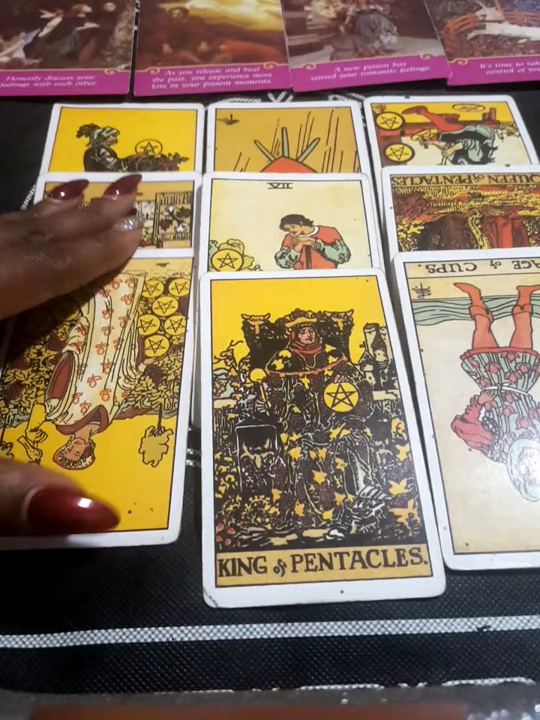 Honestly discuss your
feelings with each other.
As you release and heal
the past, you experience more
love in your present moments.
A new person has
stirred your romantic feelings.
It's time to
control of
VII
QUEEN of PENTACLES
ACE of CUPS.
KING of PENTACLES.